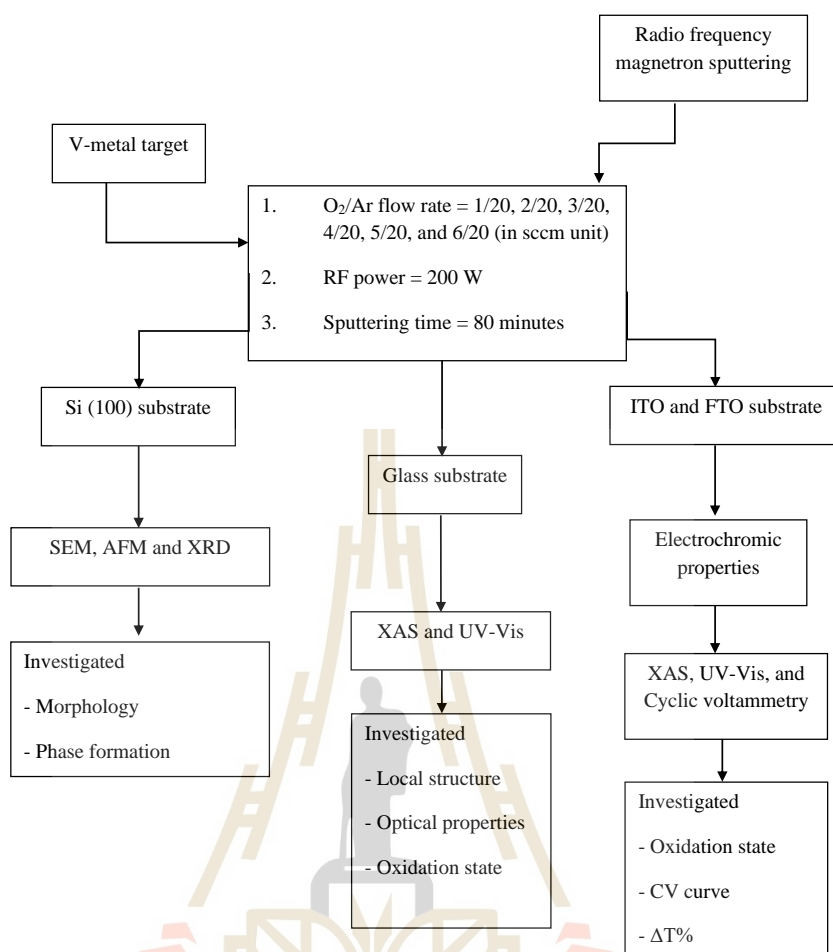 Radio frequency
magnetron sputtering
V-metal target
1. O₂/Ar flow rate = 1/20, 2/20, 3/20,
4/20, 5/20, and 6/20 (in sccm unit)
2. RF power = 200 W
3. Sputtering time = 80 minutes
Si (100) substrate
SEM, AFM and XRD
Investigated
- Morphology
- Phase formation
Glass substrate
XAS and UV-Vis
Investigated
- Local structure
- Optical properties
- Oxidation state
ITO and FTO substrate
Electrochromic
properties
XAS, UV-Vis, and
Cyclic voltammetry
Investigated
- Oxidation state
- CV curve
- ΔT%